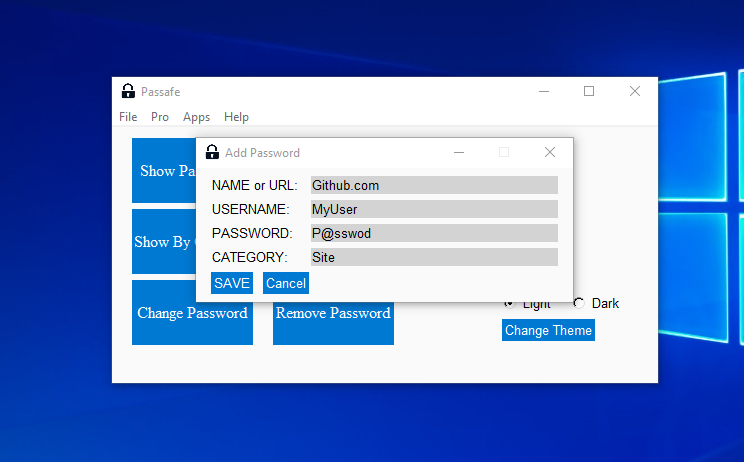 Passafe
File Pro Apps Help
Add Password
NAME or URL: Github.com
USERNAME: MyUser
PASSWORD: P@sswod
CATEGORY: Site
SAVE Cancel
Show Pa
Show By
Change Password Remove Password
Light Dark
Change Theme